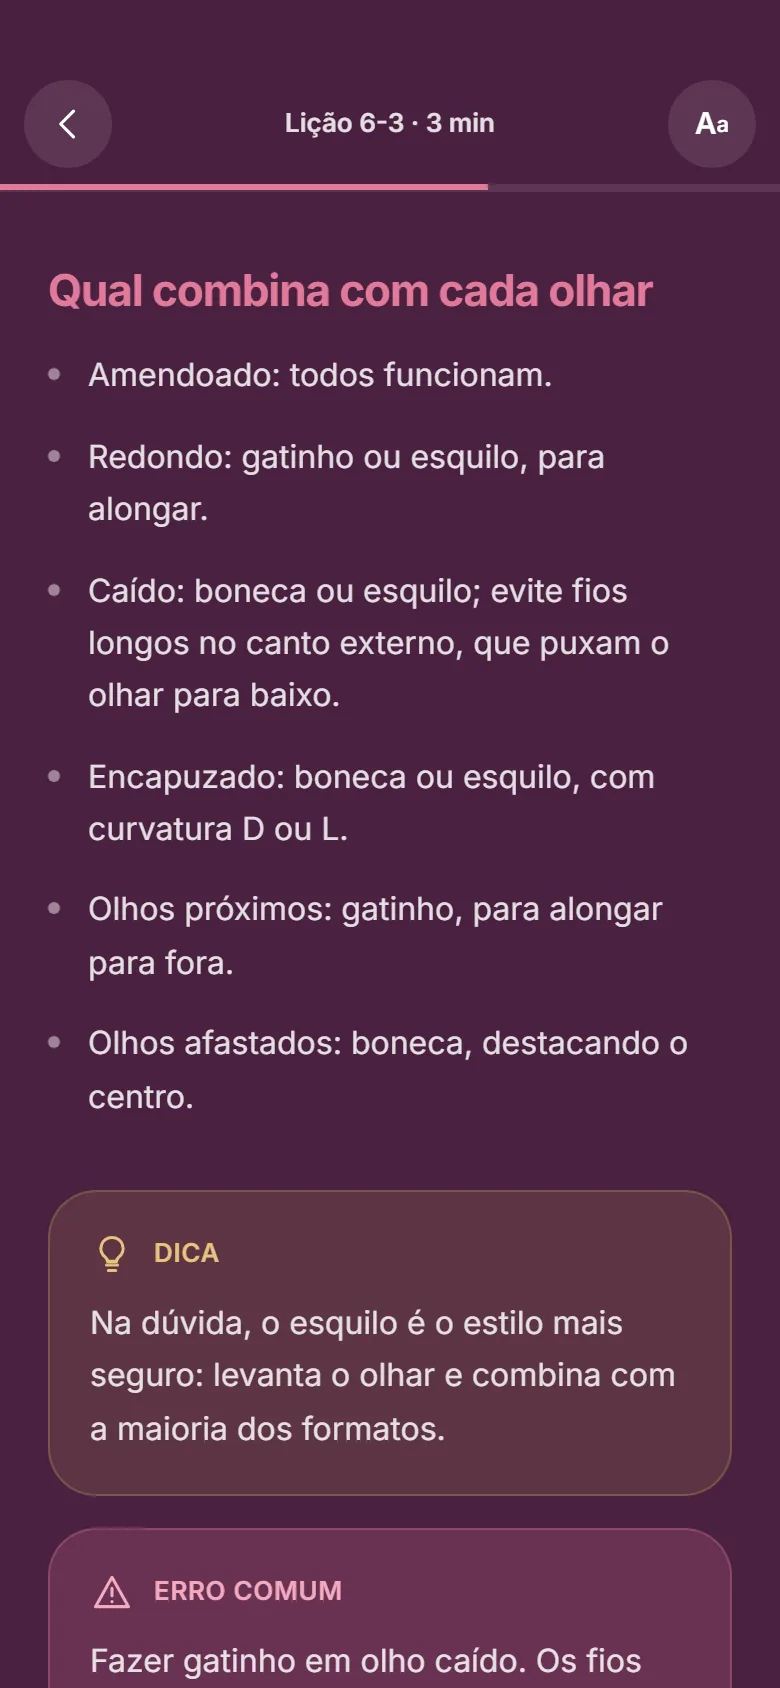 Lição 6-3 · 3 min
Aa
Qual combina com cada olhar
• Amendoado: todos funcionam.
• Redondo: gatinho ou esquilo, para
alongar.
• Caído: boneca ou esquilo; evite fios
longos no canto externo, que puxam o
olhar para baixo.
• Encapuzado: boneca ou esquilo, com
curvatura D ou L.
• Olhos próximos: gatinho, para alongar
para fora.
• Olhos afastados: boneca, destacando o
centro.
DICA
Na dúvida, o esquilo é o estilo mais
seguro: levanta o olhar e combina com
a maioria dos formatos.
ERRO COMUM
Fazer gatinho em olho caído. Os fios